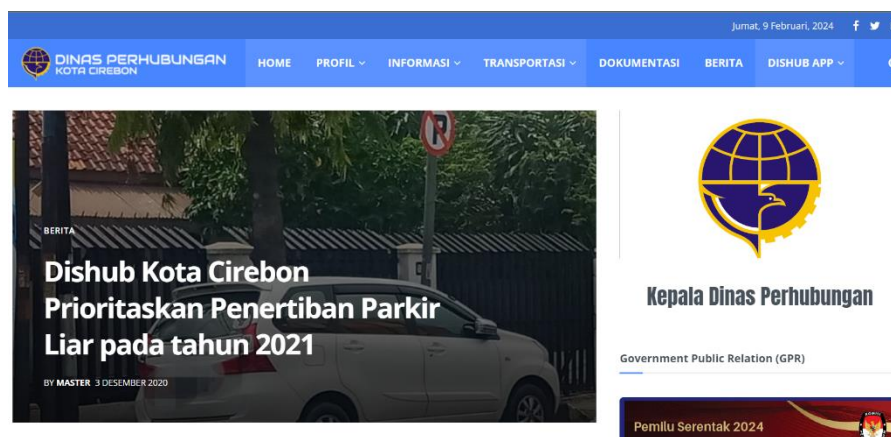 Jumat, 9 Februari, 2024
DINAS PERHUBUNGAN
KOTA CIREBON
HOME PROFIL INFORMASI TRANSPORTASI DOKUMENTASI BERITA DISHUB APP
P
BERITA
Dishub Kota Cirebon
Prioritaskan Penertiban Parkir
Liar pada tahun 2021
BY MASTER 3 DESEMBER 2020
Kepala Dinas Perhubungan
Government Public Relation (GPR)
Pemilu Serentak 2024